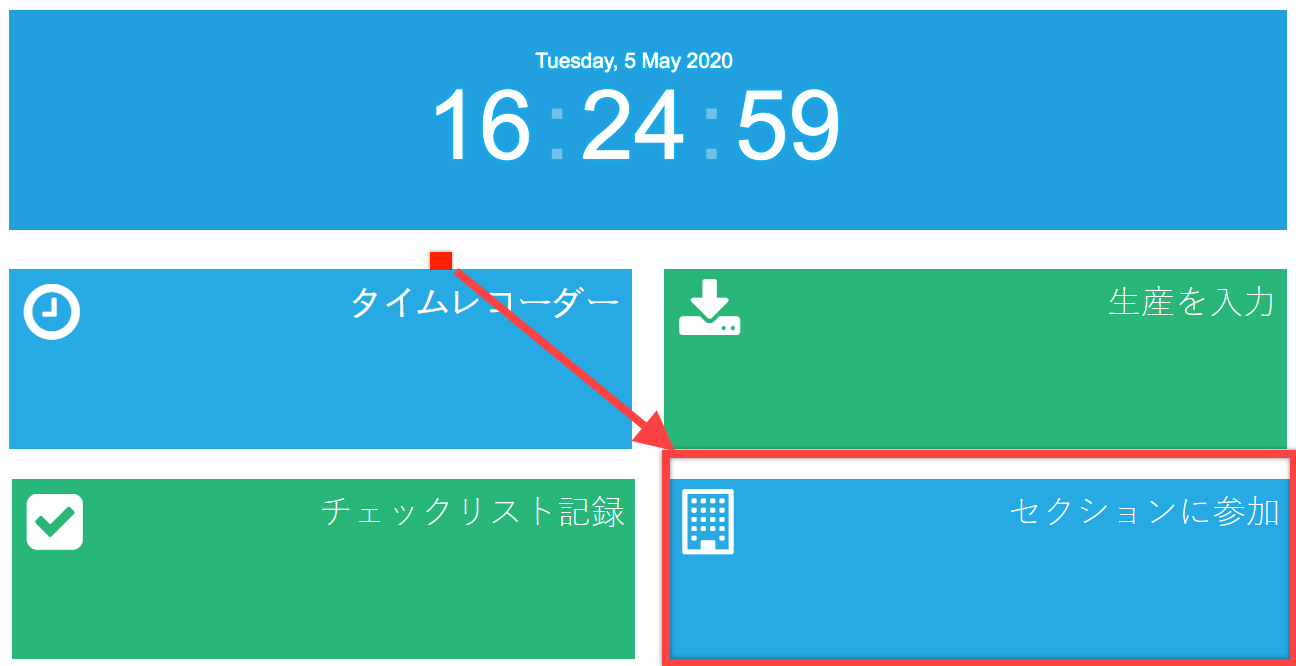 Tuesday, 5 May 2020
16:24:59
タイムレコーダー
生産を入力
チェックリスト記録
セクションに参加